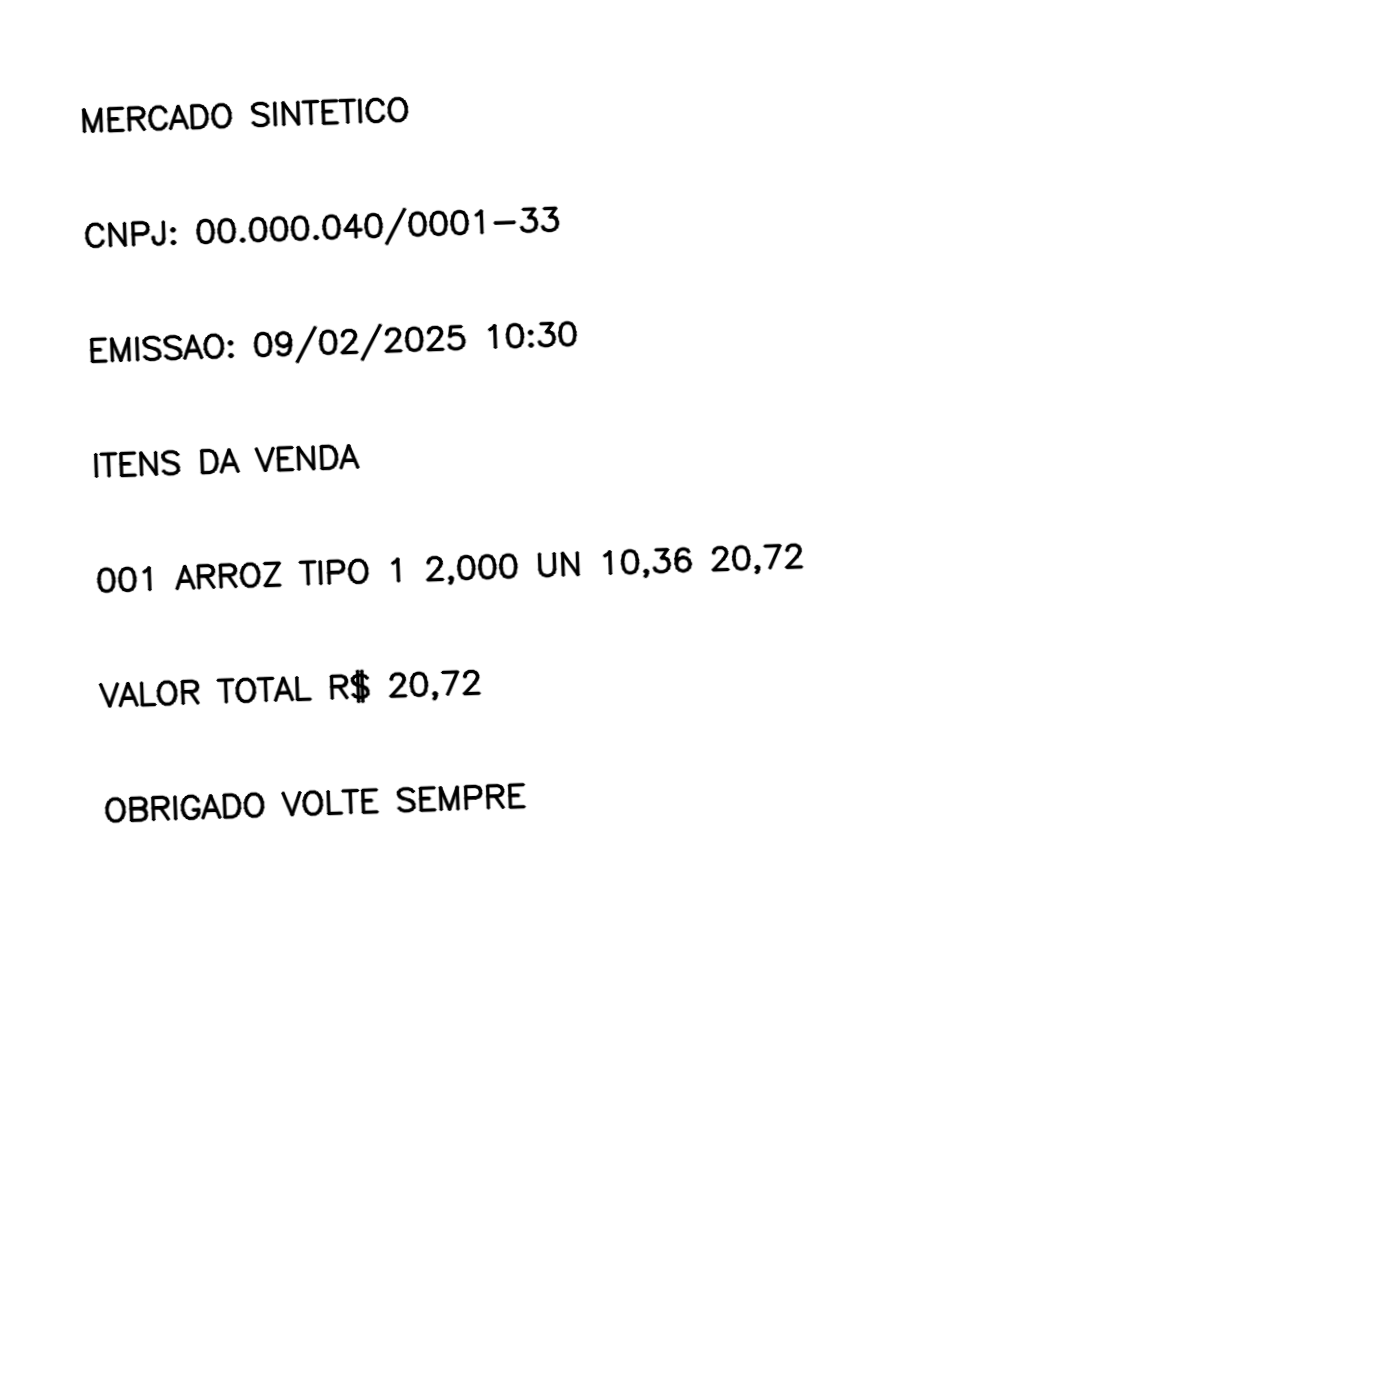 MERCADO SINTETICO
CNPJ: 00.000.040/0001-33
EMISSAO: 09/02/2025 10:30
ITENS DA VENDA
001 ARROZ TIPO 1 2,000 UN 10,36 20,72
VALOR TOTAL R$ 20,72
OBRIGADO VOLTE SEMPRE